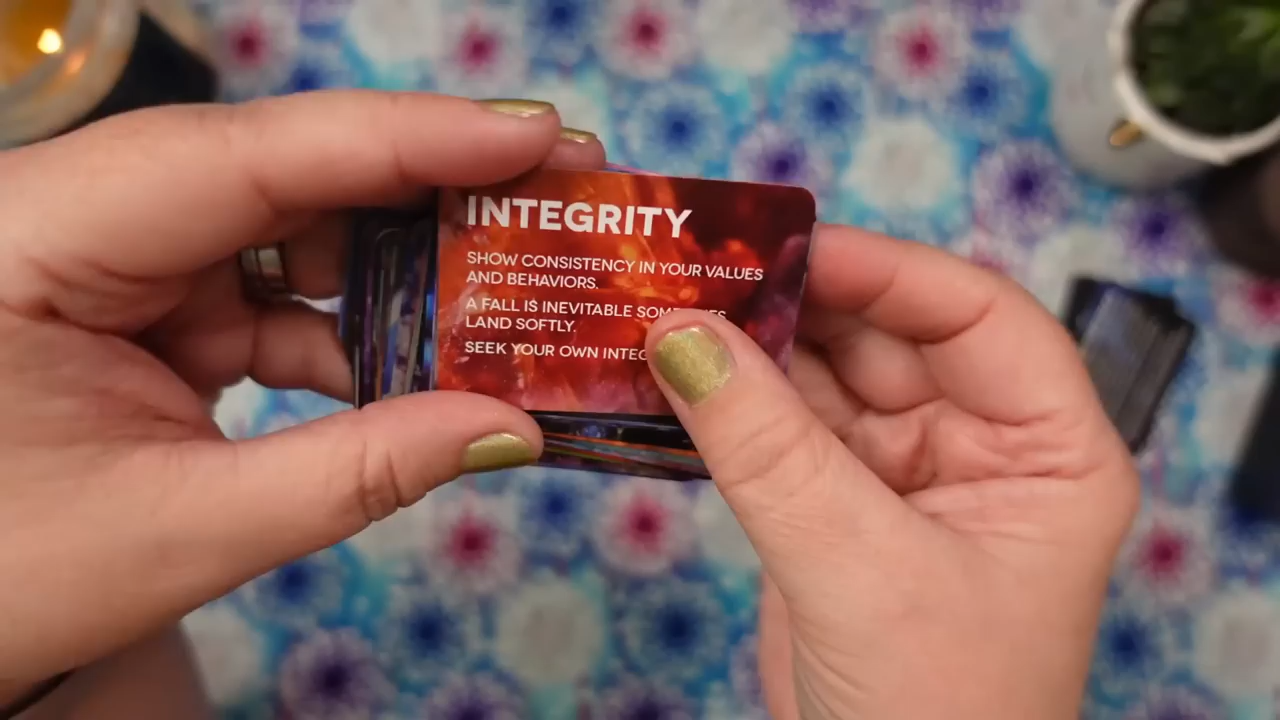 INTEGRITY
SHOW CONSISTENCY IN YOUR VALUES
AND BEHAVIORS.
A FALL IS INEVITABLE
LAND SOFTLY.
SEEK YOUR OWN